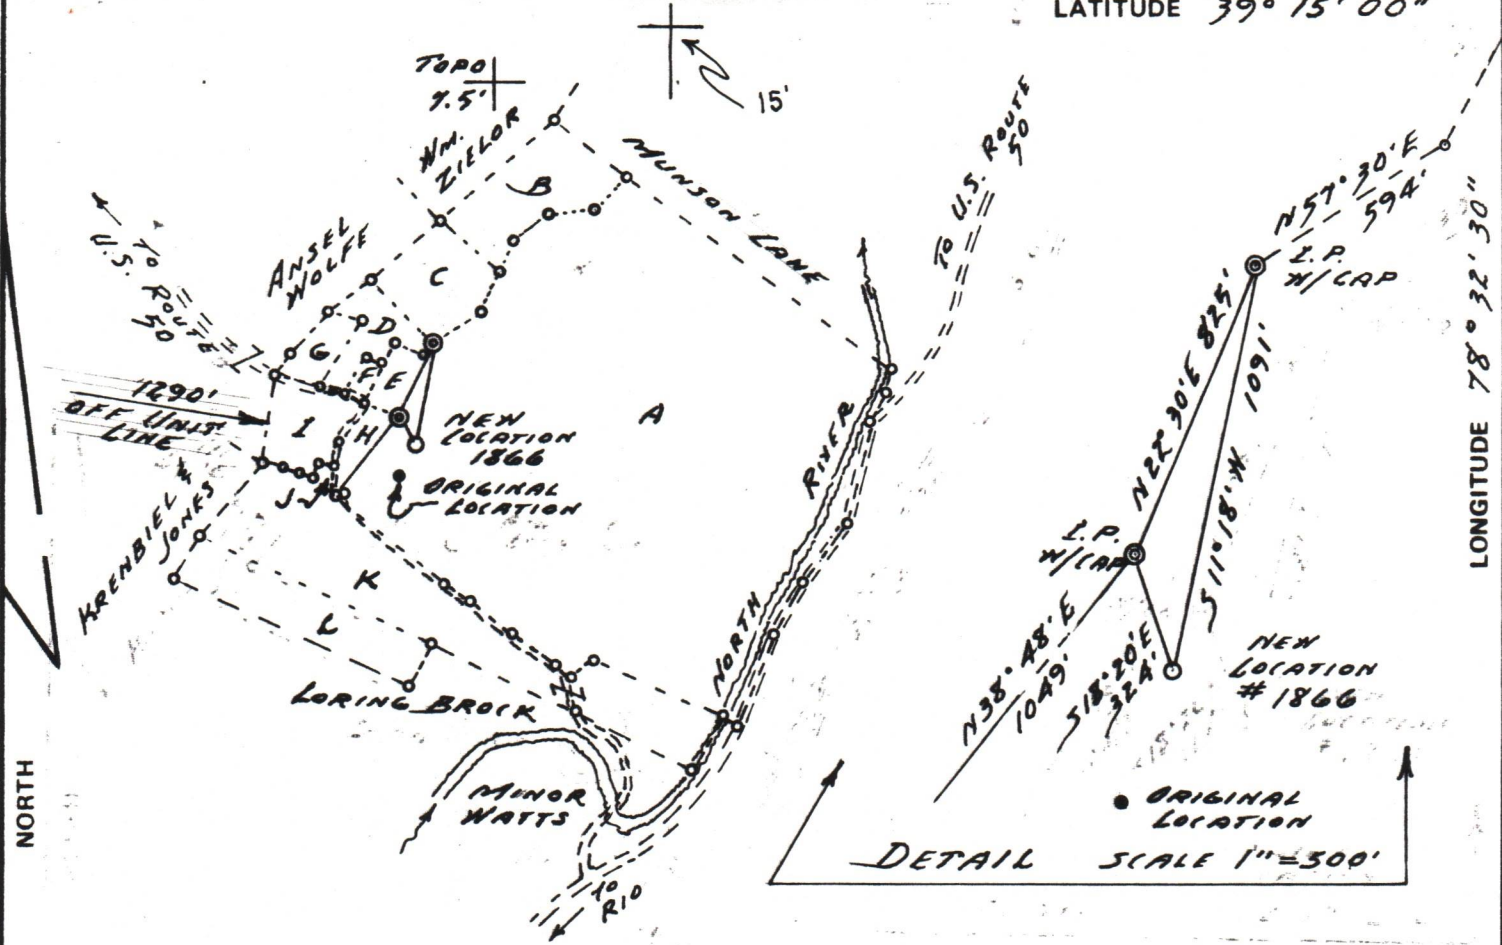 LATITUDE 39° 15' 00"
TOPO
7.5'
15'
WM.
ZIELOR
B
MUNSON LANE
TO U.S. ROUTE
50
ANSEL
WOLFE
C
TO
U.S. ROUTE
50
D
G
F
E
1290'
OFF UNIT
LINE
I
H
A
NEW
LOCATION
1866
J
ORIGINAL
LOCATION
KRENBIEL &
JONES
K
L
LORING BROCK
NORTH RIVER
MINOR
WATTS
TO
RIO
NORTH
N57° 30' E
594'
I.P.
W/CAP
N22° 30' E 825'
1091'
S11° 18' W
I.P.
W/CAP
N38° 48' E
1049'
S18° 20' E
324'
NEW
LOCATION
# 1866
ORIGINAL
LOCATION
DETAIL SCALE 1"=300'
LONGITUDE 78° 32' 30"